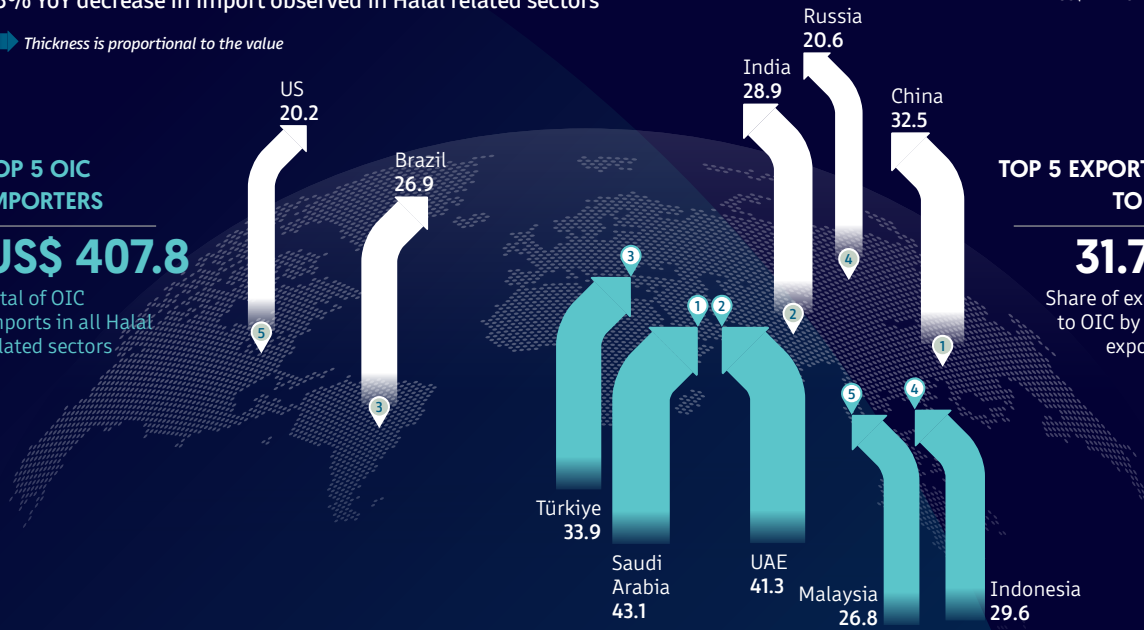 5% YoY decrease in import observed in Halal related sectors
Thickness is proportional to the value
Russia
20.6
India
28.9
US
20.2
China
32.5
Brazil
26.9
OP 5 OIC
MPORTERS
US$ 407.8
tal of OIC
mports in all Halal
lated sectors
TOP 5 EXPORT
TO
31.7
Share of ex
to OIC by
expo
3
1
2
4
2
5
1
3
5
4
Türkiye
33.9
Saudi
Arabia
43.1
UAE
41.3
Malaysia
26.8
Indonesia
29.6